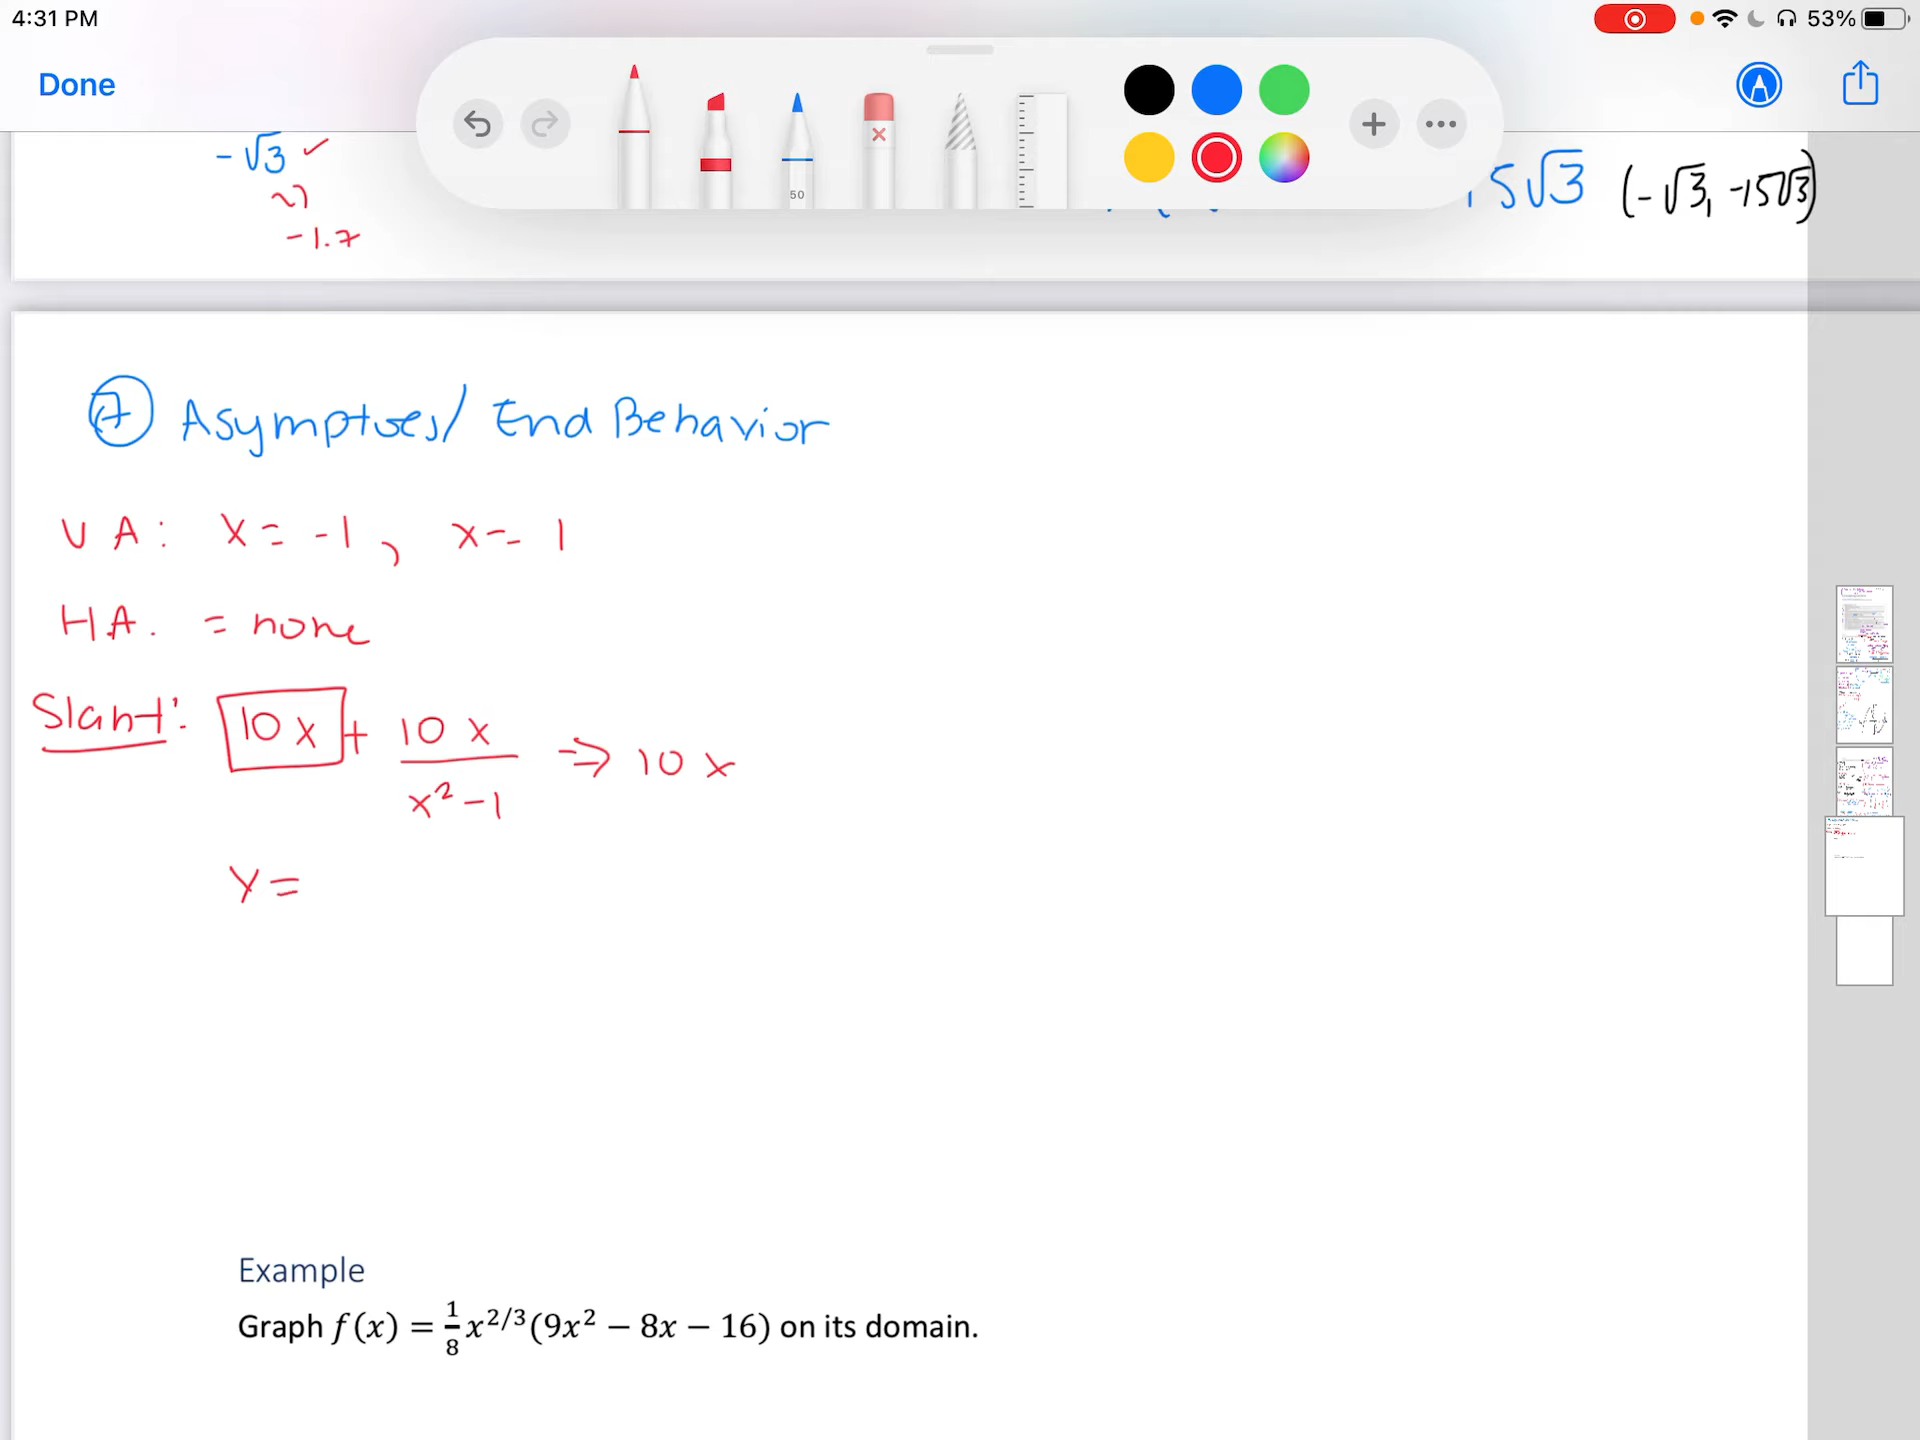 4:31 PM
53%
Done
50
-√3 ✓
-1.7
5√3 (-√3, -15√3)
⑦ Asymptoes/ End Behavior
VA: x = -1, x = 1
HA. = none
Slant: 10x + 10x/(x² - 1) => 10x
y =
Example
Graph f(x) = 1/8 x^(2/3)(9x² − 8x − 16) on its domain.